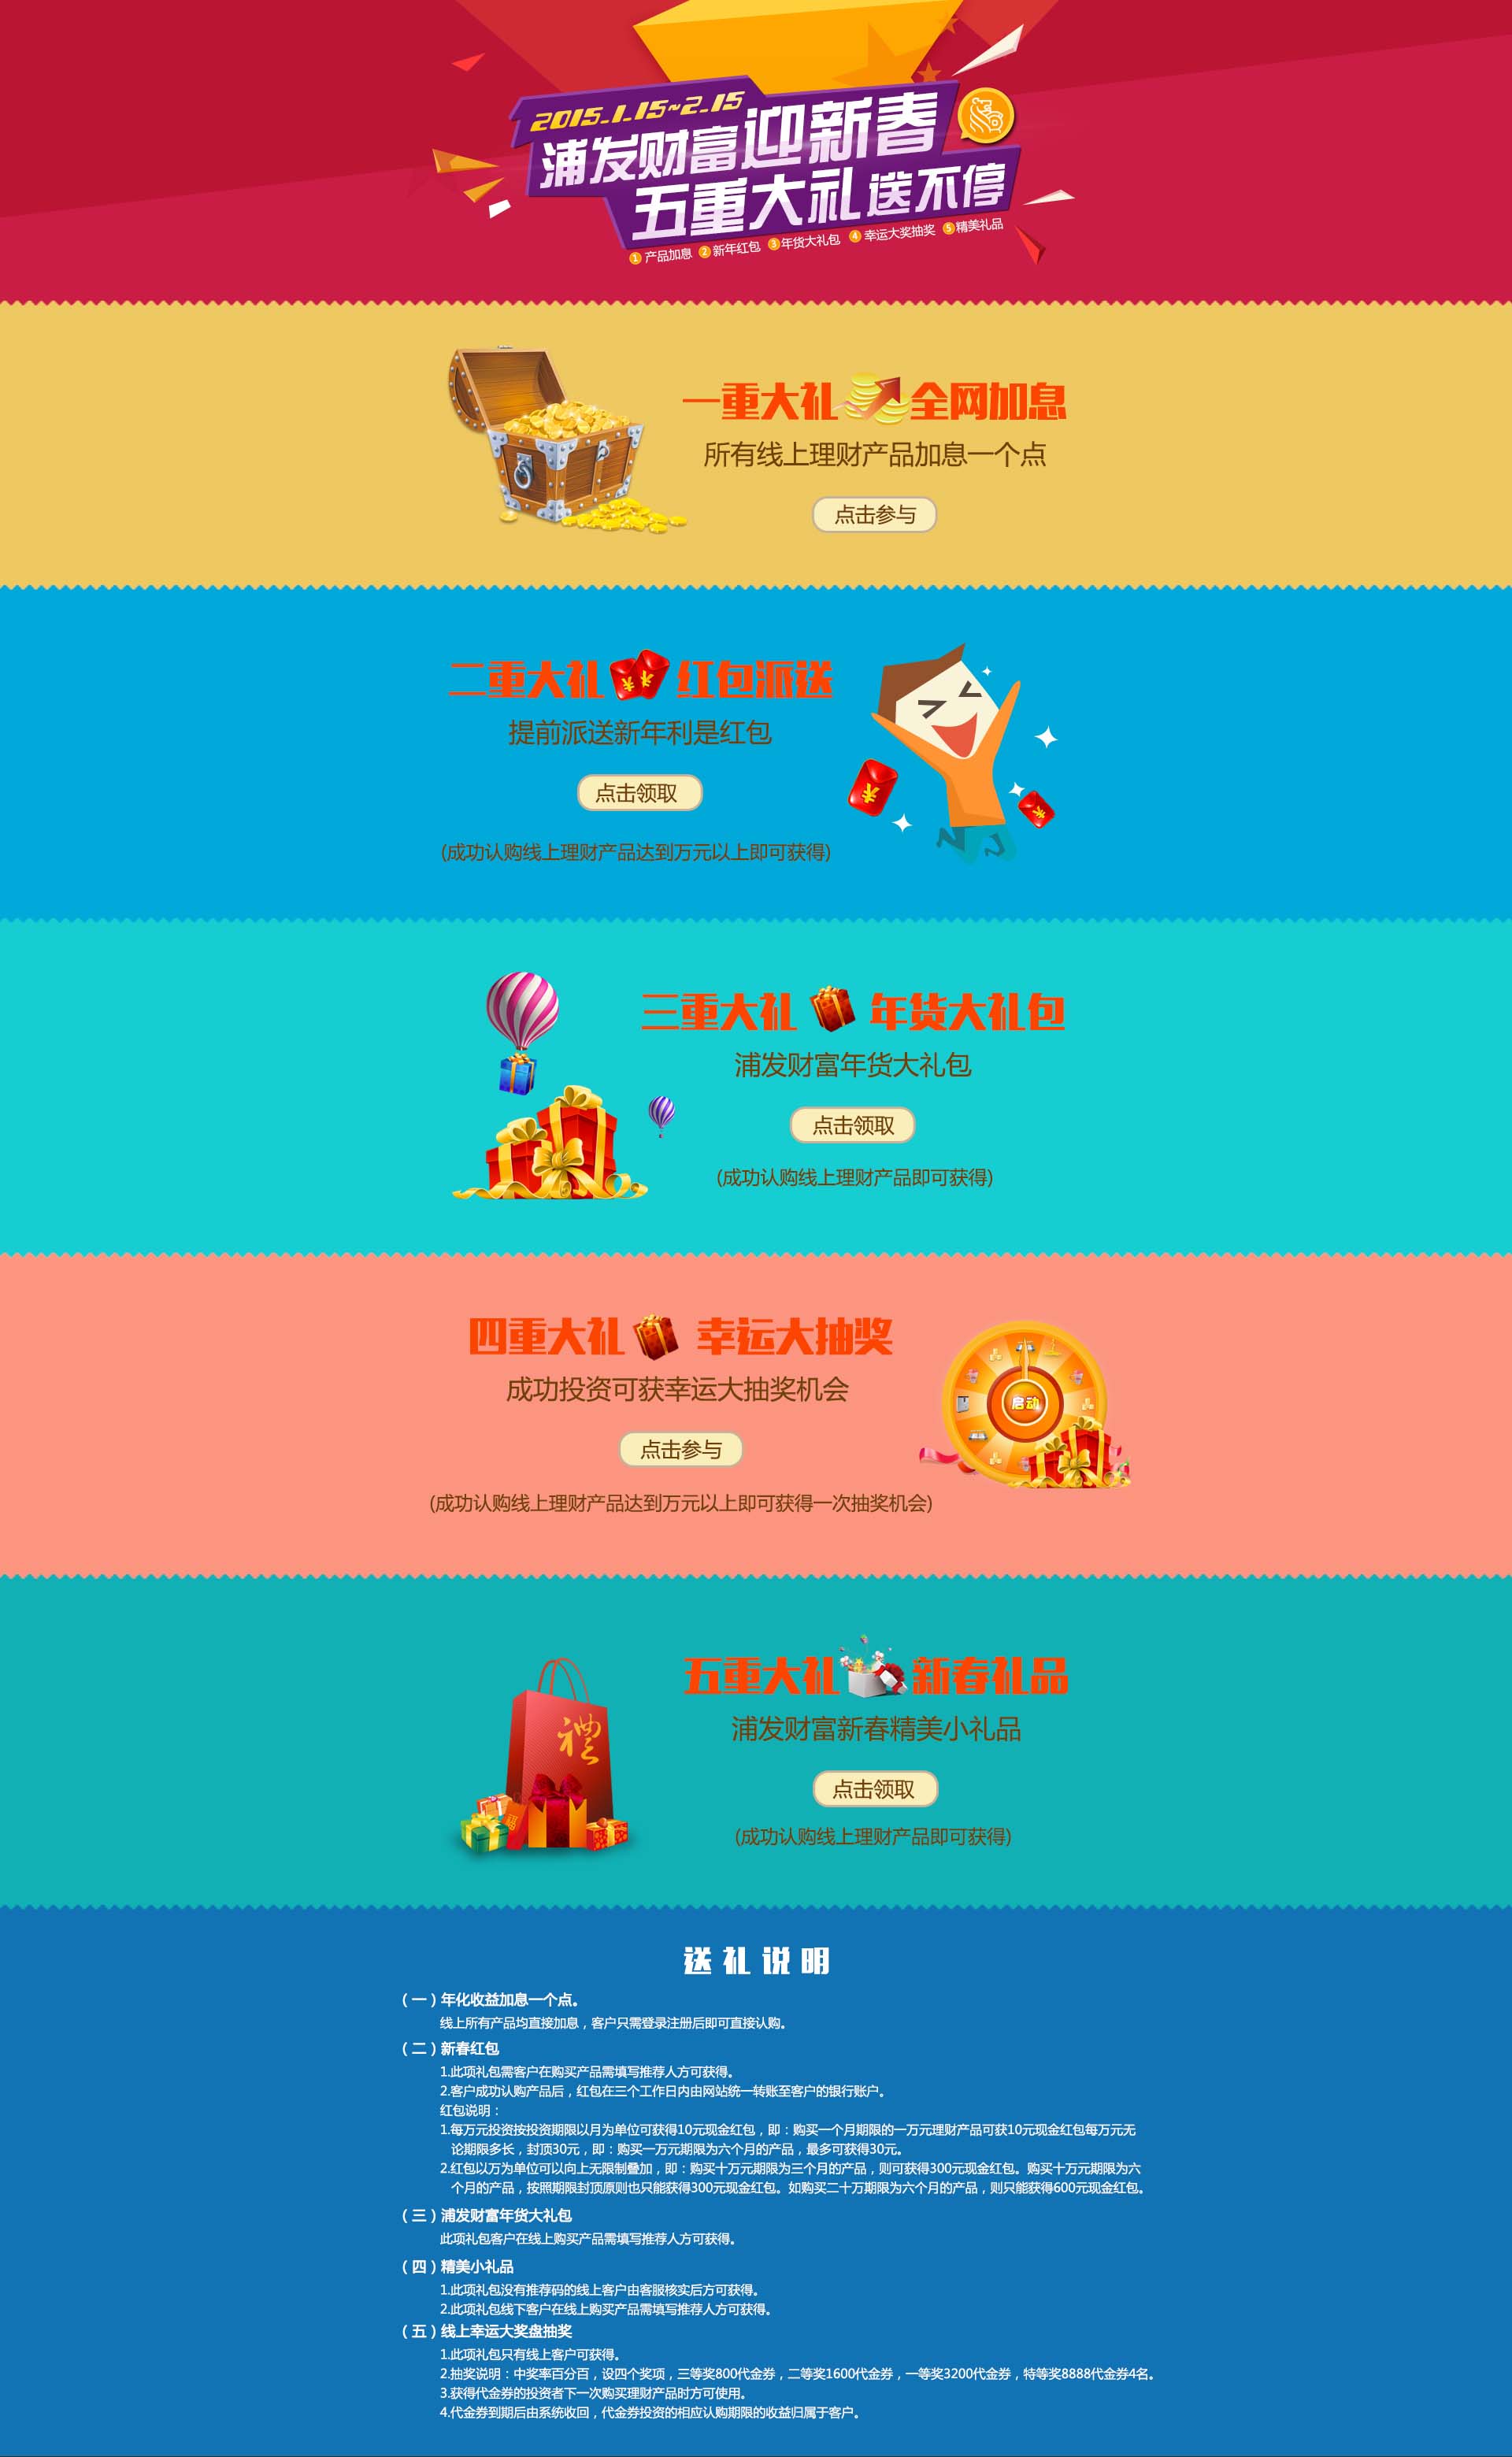 2015.1.15~2.15
浦发财富迎新春
五重大礼送不停
1 产品加息 2 新年红包 3 年货大礼包 4 幸运大奖抽奖 5 精美礼品
一重大礼 全网加息
所有线上理财产品加息一个点
点击参与
二重大礼 红包派送
提前派送新年利是红包
点击领取
(成功认购线上理财产品达到万元以上即可获得)
三重大礼 年货大礼包
浦发财富年货大礼包
点击领取
(成功认购线上理财产品即可获得)
四重大礼 幸运大抽奖
成功投资可获幸运大抽奖机会
启动
点击参与
(成功认购线上理财产品达到万元以上即可获得一次抽奖机会)
五重大礼 新春礼品
禮
浦发财富新春精美小礼品
点击领取
(成功认购线上理财产品即可获得)
送礼说明
(一)年化收益加息一个点。
线上所有产品均直接加息，客户只需登录注册后即可直接认购。
(二)新春红包
1.此项礼包需客户在购买产品需填写推荐人方可获得。
2.客户成功认购产品后，红包在三个工作日内由网站统一转账至客户的银行账户。
红包说明：
1.每万元投资按投资期限以月为单位可获得10元现金红包，即：购买一个月期限的一万元理财产品可获10元现金红包每万元无
论期限多长，封顶30元，即：购买一万元期限为六个月的产品，最多可获得30元。
2.红包以万为单位可以向上无限制叠加，即：购买十万元期限为三个月的产品，则可获得300元现金红包。购买十万元期限为六
个月的产品，按照期限封顶原则也只能获得300元现金红包。如购买二十万期限为六个月的产品，则只能获得600元现金红包。
(三)浦发财富年货大礼包
此项礼包客户在线上购买产品需填写推荐人方可获得。
(四)精美小礼品
1.此项礼包没有推荐码的线上客户由客服核实后方可获得。
2.此项礼包线下客户在线上购买产品需填写推荐人方可获得。
(五)线上幸运大奖盘抽奖
1.此项礼包只有线上客户可获得。
2.抽奖说明：中奖率百分百，设四个奖项，三等奖800代金券，二等奖1600代金券，一等奖3200代金券，特等奖8888代金券4名。
3.获得代金券的投资者下一次购买理财产品时方可使用。
4.代金券到期后由系统收回，代金券投资的相应认购期限的收益归属于客户。